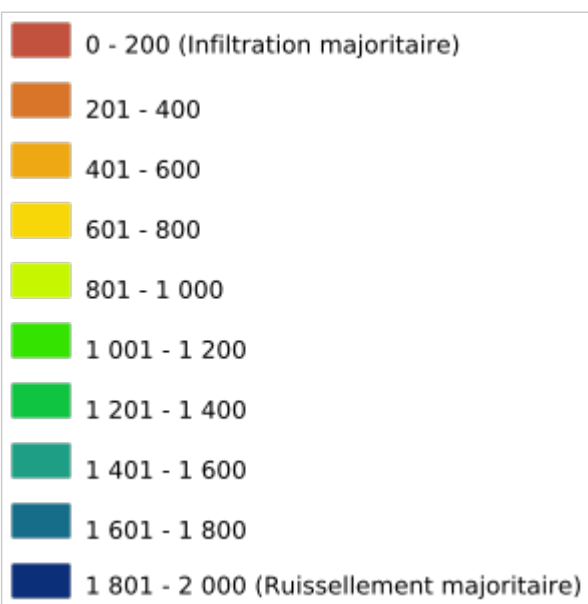 0 - 200 (Infiltration majoritaire)
201 - 400
401 - 600
601 - 800
801 - 1 000
1 001 - 1 200
1 201 - 1 400
1 401 - 1 600
1 601 - 1 800
1 801 - 2 000 (Ruissellement majoritaire)